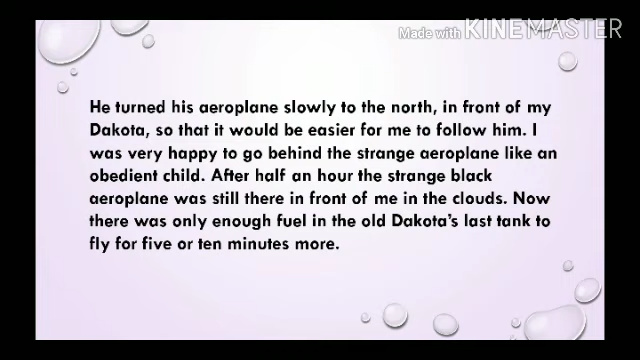 Made with KINEMASTER
He turned his aeroplane slowly to the north, in front of my
Dakota, so that it would be easier for me to follow him. I
was very happy to go behind the strange aeroplane like an
obedient child. After half an hour the strange black
aeroplane was still there in front of me in the clouds. Now
there was only enough fuel in the old Dakota's last tank to
fly for five or ten minutes more.